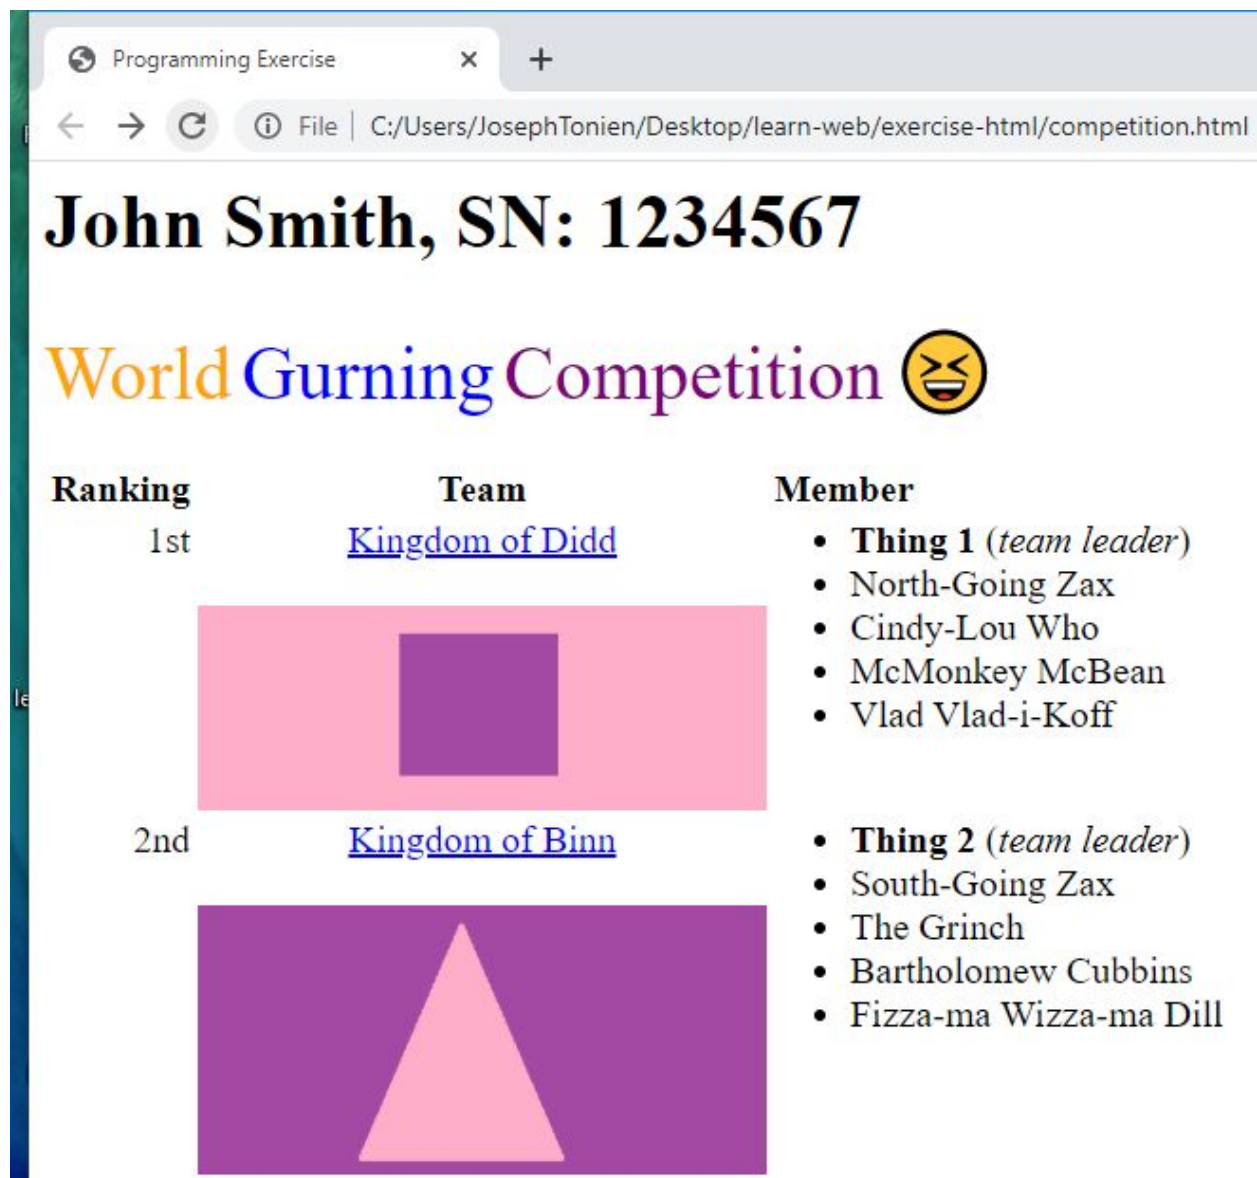 Programming Exercise
File | C:/Users/JosephTonien/Desktop/learn-web/exercise-html/competition.html
John Smith, SN: 1234567
World Gurning Competition
Ranking Team Member
1st Kingdom of Didd
• Thing 1 (team leader)
• North-Going Zax
• Cindy-Lou Who
• McMonkey McBean
• Vlad Vlad-i-Koff
2nd Kingdom of Binn
• Thing 2 (team leader)
• South-Going Zax
• The Grinch
• Bartholomew Cubbins
• Fizza-ma Wizza-ma Dill